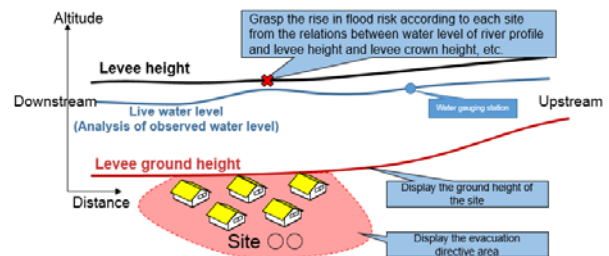 Altitude
Grasp the rise in flood risk according to each site
from the relations between water level of river profile
and levee height and levee crown height, etc.
Levee height
Downstream
Live water level
(Analysis of observed water level)
Water gauging station
Upstream
Levee ground height
Distance
Display the ground height of
the site
Site ○○
Display the evacuation
directive area